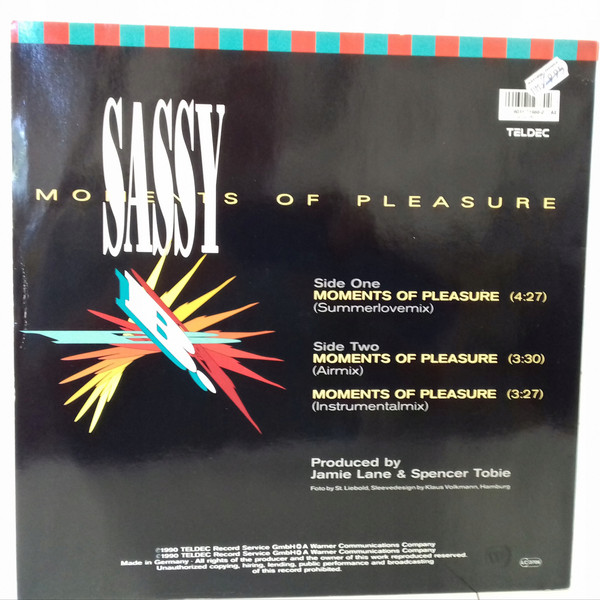 TELDEC
SASSY
MOMENTS OF PLEASURE
B.
Side One
MOMENTS OF PLEASURE (4:27)
(Summerlovemix)
Side Two
MOMENTS OF PLEASURE (3:30)
(Airmix)
MOMENTS OF PLEASURE (3:27)
(Instrumentalmix)
Produced by
Jamie Lane & Spencer Tobie
Foto by St. Liebold, Sleevedesign by Klaus Volkmann, Hamburg
℗1990 TELDEC Record Service GmbH A Warner Communications Company
©1990 TELDEC Record Service GmbH A Warner Communications Company
Made in Germany · All rights of the producer and the owner of this work reproduced reserved.
Unauthorized copying, hiring, lending, public performance and broadcasting
of this record prohibited.